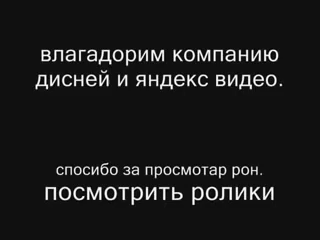 влагадорим компанию
дисней и яндекс видео.
спосибо за просмотар рон.
посмотрить ролики